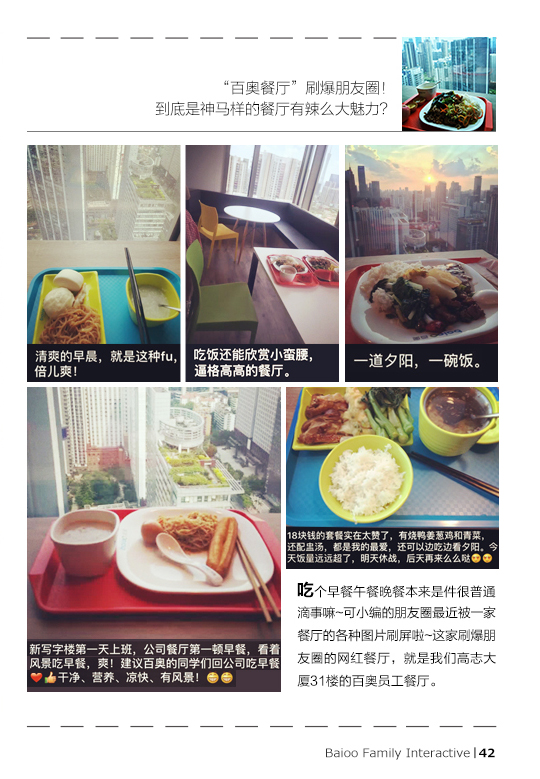 “百奥餐厅”刷爆朋友圈！
到底是神马样的餐厅有辣么大魅力？
清爽的早晨，就是这种fu，
倍儿爽！
吃饭还能欣赏小蛮腰，
逼格高高的餐厅。
一道夕阳，一碗饭。
新写字楼第一天上班，公司餐厅第一顿早餐，看着
风景吃早餐，爽！建议百奥的同学们回公司吃早餐
❤️👍干净、营养、凉快、有风景！😁😁
18块钱的套餐实在太赞了，有烧鸭姜葱鸡和青菜，
还配盅汤，都是我的最爱，还可以边吃边看夕阳。今
天饭量远远超了，明天休战，后天再来么么哒😋😋
吃个早餐午餐晚餐本来是件很普通
滴事嘛~可小编的朋友圈最近被一家
餐厅的各种图片刷屏啦~这家刷爆朋
友圈的网红餐厅，就是我们高志大
厦31楼的百奥员工餐厅。
Baioo Family Interactive | 42